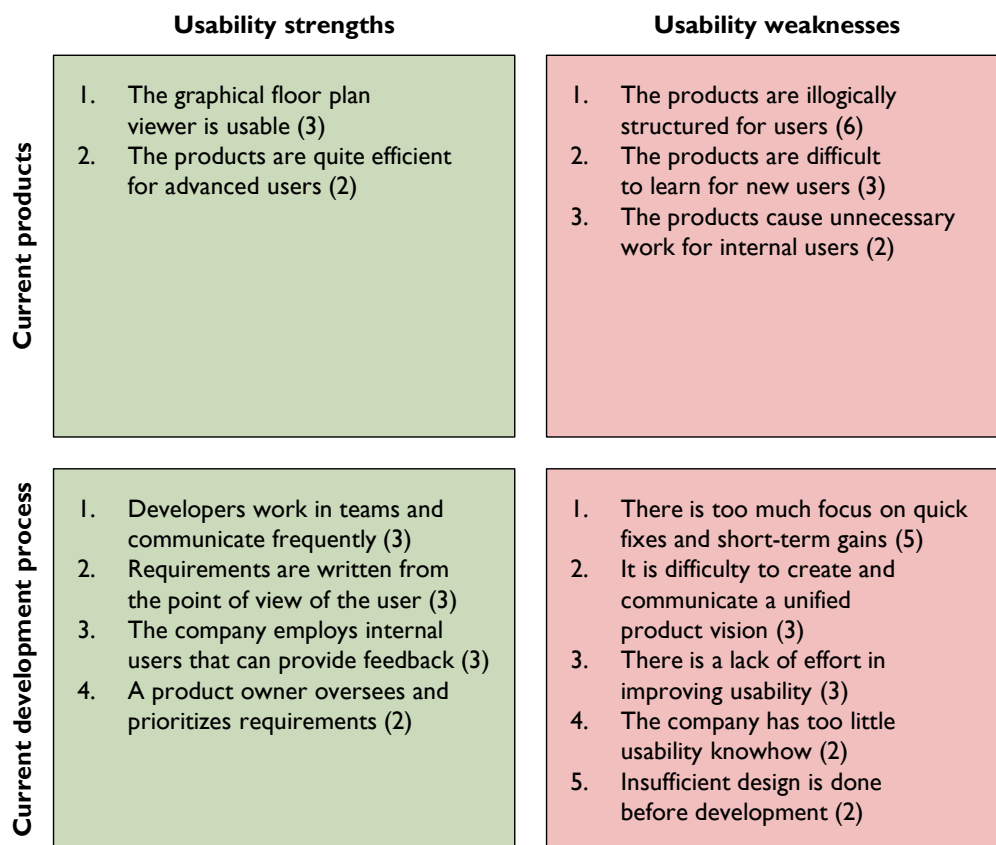 Usability strengths
Usability weaknesses
Current products
1. The graphical floor plan
viewer is usable (3)
2. The products are quite efficient
for advanced users (2)
1. The products are illogically
structured for users (6)
2. The products are difficult
to learn for new users (3)
3. The products cause unnecessary
work for internal users (2)
Current development process
1. Developers work in teams and
communicate frequently (3)
2. Requirements are written from
the point of view of the user (3)
3. The company employs internal
users that can provide feedback (3)
4. A product owner oversees and
prioritizes requirements (2)
1. There is too much focus on quick
fixes and short-term gains (5)
2. It is difficulty to create and
communicate a unified
product vision (3)
3. There is a lack of effort in
improving usability (3)
4. The company has too little
usability knowhow (2)
5. Insufficient design is done
before development (2)